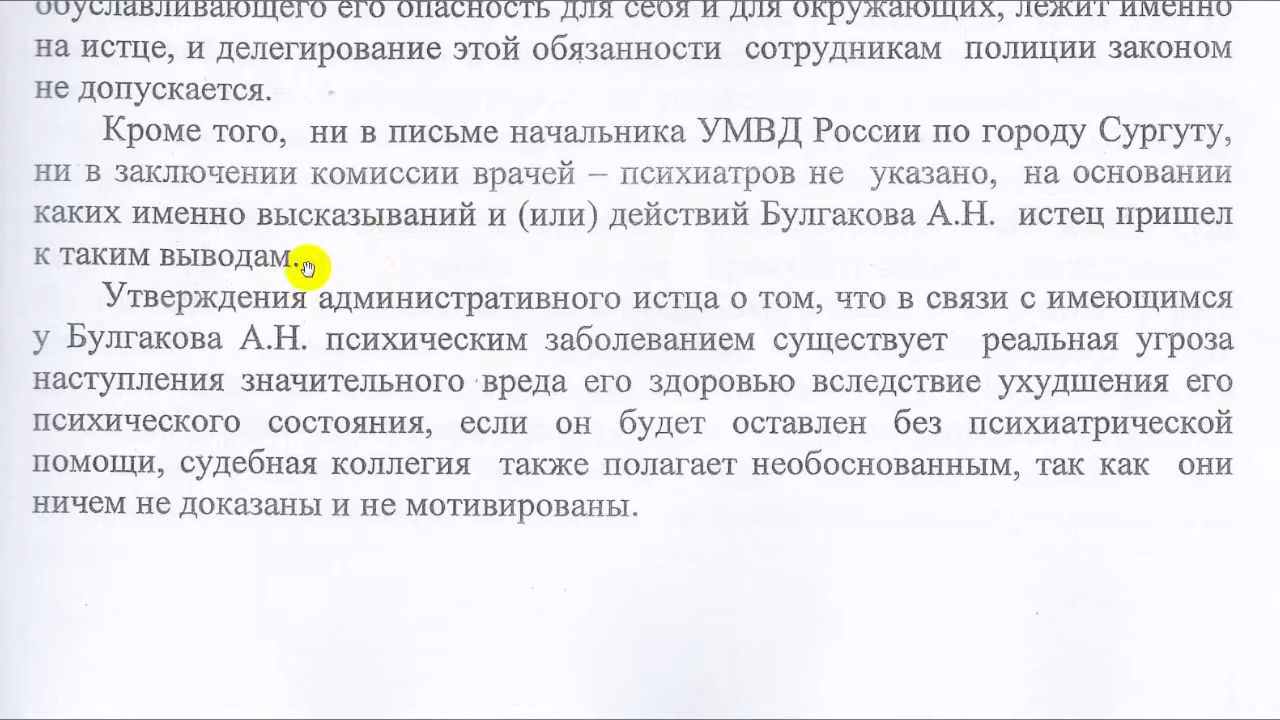 обуславливающего его опасность для себя и для окружающих, лежит именно
на истце, и делегирование этой обязанности сотрудникам полиции законом
не допускается.
Кроме того, ни в письме начальника УМВД России по городу Сургуту,
ни в заключении комиссии врачей – психиатров не указано, на основании
каких именно высказываний и (или) действий Булгакова А.Н. истец пришел
к таким выводам.
Утверждения административного истца о том, что в связи с имеющимся
у Булгакова А.Н. психическим заболеванием существует реальная угроза
наступления значительного вреда его здоровью вследствие ухудшения его
психического состояния, если он будет оставлен без психиатрической
помощи, судебная коллегия также полагает необоснованным, так как они
ничем не доказаны и не мотивированы.